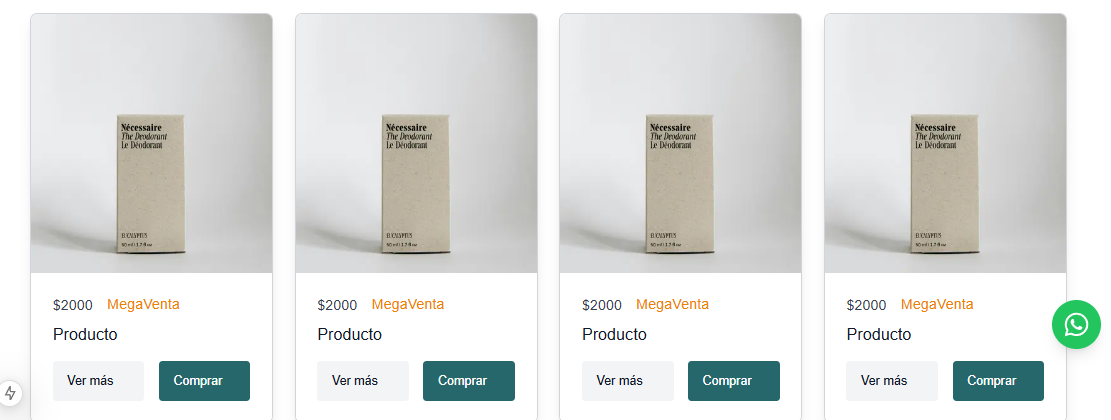 Nécessaire
The Deodorant
Le Déodorant
EUCALYPTUS
50 ml | 1.7 fl oz
Nécessaire
The Deodorant
Le Déodorant
EUCALYPTUS
50 ml | 1.7 fl oz
Nécessaire
The Deodorant
Le Déodorant
EUCALYPTUS
50 ml | 1.7 fl oz
Nécessaire
The Deodorant
Le Déodorant
EUCALYPTUS
50 ml | 1.7 fl oz
$2000 MegaVenta
$2000 MegaVenta
$2000 MegaVenta
$2000 MegaVenta
Producto
Producto
Producto
Producto
Ver más Comprar
Ver más Comprar
Ver más Comprar
Ver más Comprar